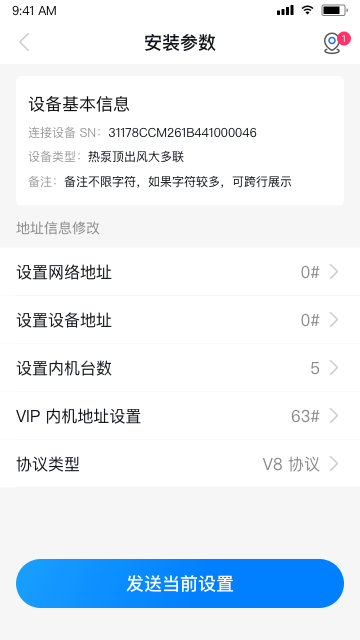 9:41 AM
安装参数
1
设备基本信息
连接设备 SN：31178CCM261B441000046
设备类型：热泵顶出风大多联
备注：备注不限字符，如果字符较多，可跨行展示
地址信息修改
设置网络地址 0#
设置设备地址 0#
设置内机台数 5
VIP 内机地址设置 63#
协议类型 V8 协议
发送当前设置